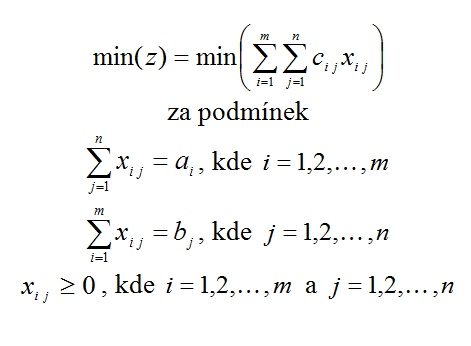 min(z) = min(∑_{i=1}^{m} ∑_{j=1}^{n} c_{ij} x_{ij})
za podmínek
∑_{j=1}^{n} x_{ij} = a_i, kde i = 1,2,…,m
∑_{i=1}^{m} x_{ij} = b_j, kde j = 1,2,…,n
x_{ij} ≥ 0, kde i = 1,2,…,m a j = 1,2,…,n